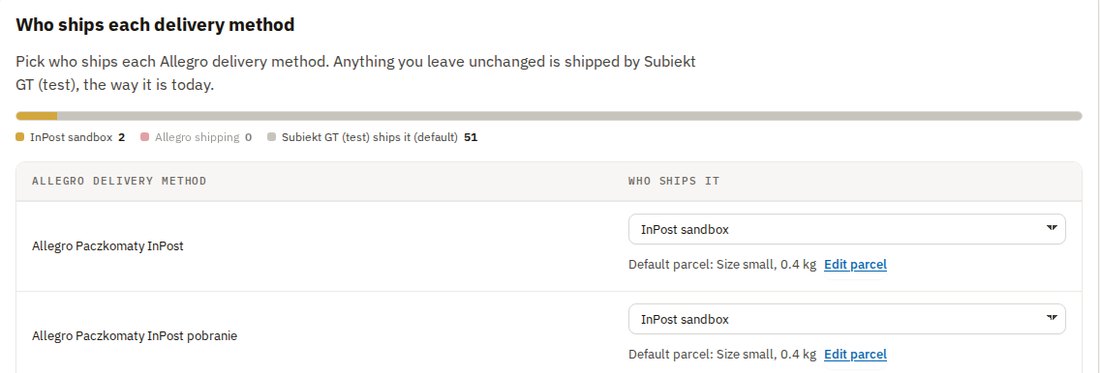 Who ships each delivery method
Pick who ships each Allegro delivery method. Anything you leave unchanged is shipped by Subiekt
GT (test), the way it is today.
InPost sandbox 2 Allegro shipping 0 Subiekt GT (test) ships it (default) 51
ALLEGRO DELIVERY METHOD WHO SHIPS IT
Allegro Paczkomaty InPost
InPost sandbox
Default parcel: Size small, 0.4 kg Edit parcel
Allegro Paczkomaty InPost pobranie
InPost sandbox
Default parcel: Size small, 0.4 kg Edit parcel